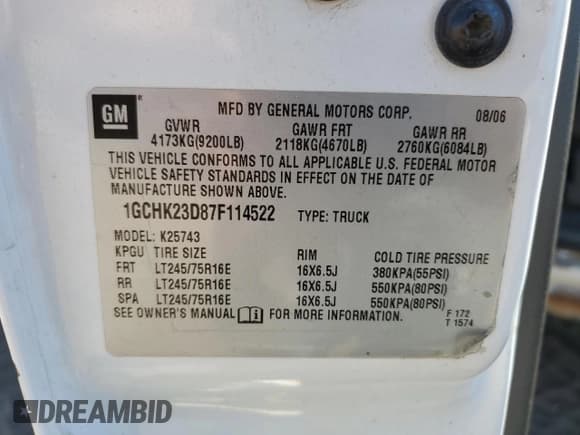 GM ®
MFD BY GENERAL MOTORS CORP. 08/06
GVWR GAWR FRT GAWR RR
4173KG(9200LB) 2118KG(4670LB) 2760KG(6084LB)
THIS VEHICLE CONFORMS TO ALL APPLICABLE U.S. FEDERAL MOTOR
VEHICLE SAFETY STANDARDS IN EFFECT ON THE DATE OF
MANUFACTURE SHOWN ABOVE.
1GCHK23D87F114522 TYPE: TRUCK
MODEL: K25743
KPGU TIRE SIZE RIM COLD TIRE PRESSURE
FRT LT245/75R16E 16X6.5J 380KPA(55PSI)
RR LT245/75R16E 16X6.5J 550KPA(80PSI)
SPA LT245/75R16E 16X6.5J 550KPA(80PSI)
SEE OWNER'S MANUAL FOR MORE INFORMATION.
F 172
T 1574
DREAMBID